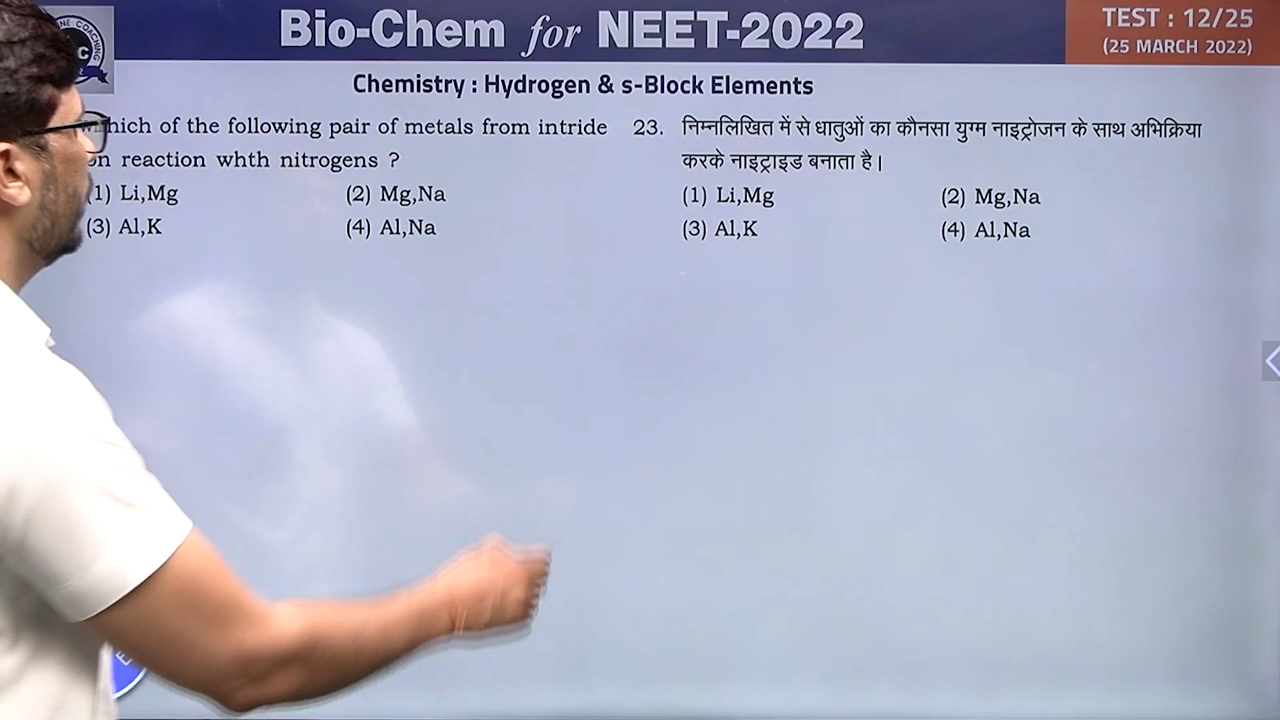 Bio-Chem for NEET-2022
TEST : 12/25
(25 MARCH 2022)
NE COACHING
C
Chemistry : Hydrogen & s-Block Elements
hich of the following pair of metals from intride
on reaction whth nitrogens ?
(1) Li,Mg (2) Mg,Na
(3) Al,K (4) Al,Na
23. निम्नलिखित में से धातुओं का कौनसा युग्म नाइट्रोजन के साथ अभिक्रिया
करके नाइट्राइड बनाता है।
(1) Li,Mg (2) Mg,Na
(3) Al,K (4) Al,Na